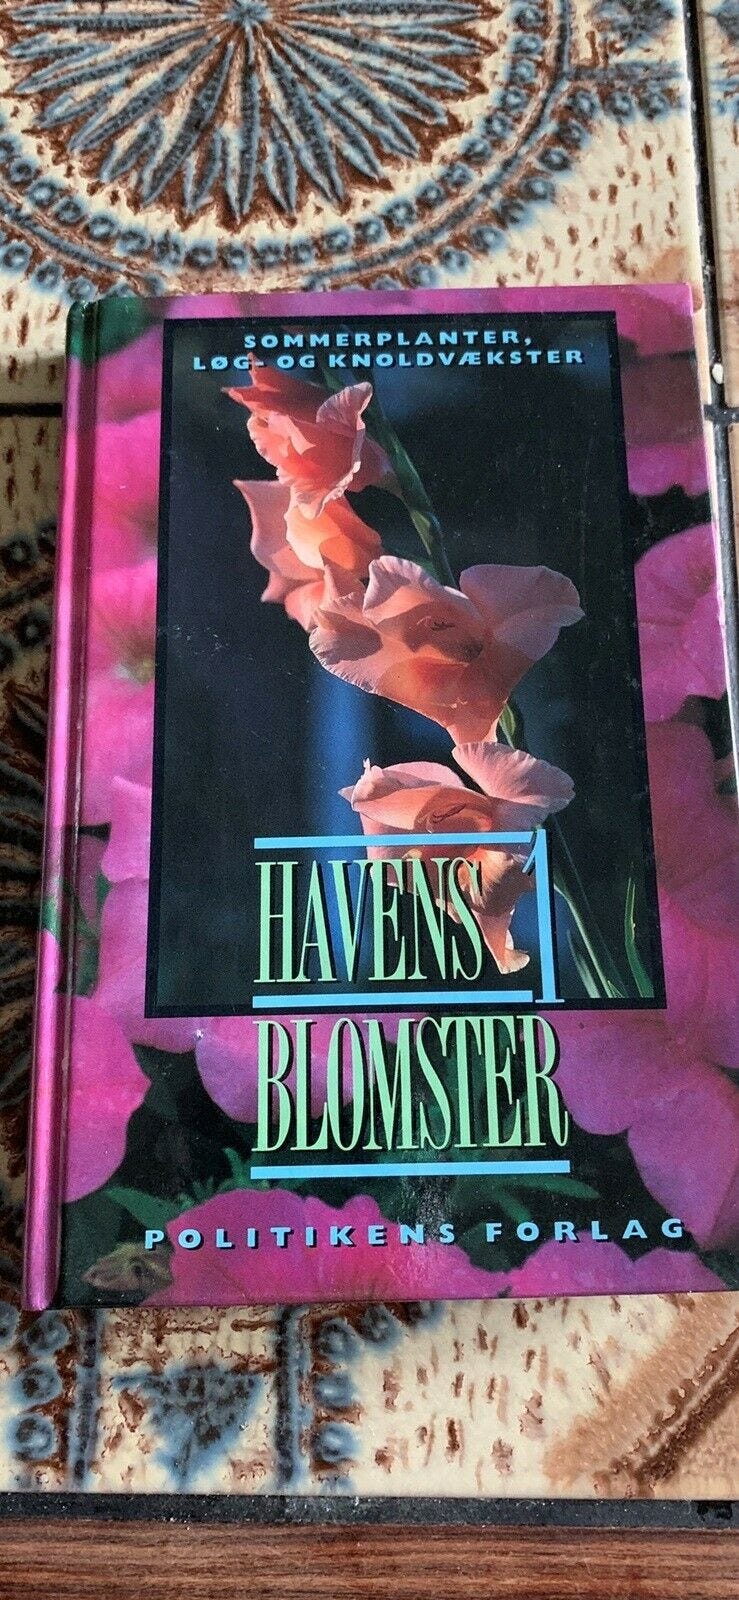 SOMMERPLANTER,
LØG- OG KNOLDVÆKSTER
HAVENS 1
BLOMSTER
POLITIKENS FORLAG